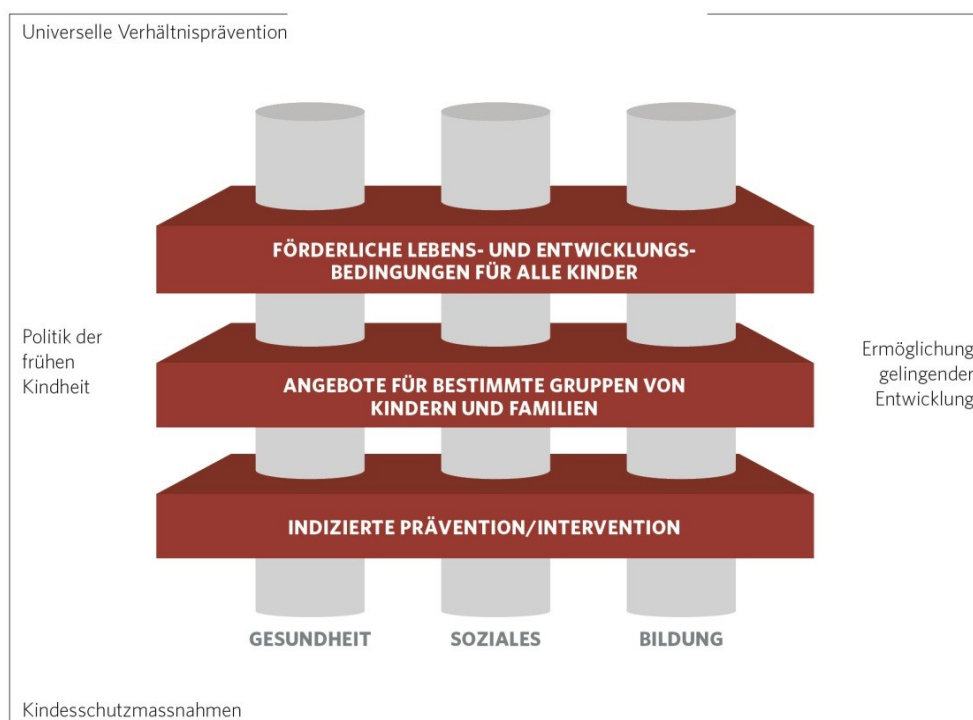 Universelle Verhältnisprävention
FÖRDERLICHE LEBENS- UND ENTWICKLUNGS-
BEDINGUNGEN FÜR ALLE KINDER
Politik der
frühen
Kindheit
ANGEBOTE FÜR BESTIMMTE GRUPPEN VON
KINDERN UND FAMILIEN
Ermöglichung
gelingender
Entwicklung
INDIZIERTE PRÄVENTION/INTERVENTION
GESUNDHEIT
SOZIALES
BILDUNG
Kindesschutzmassnahmen